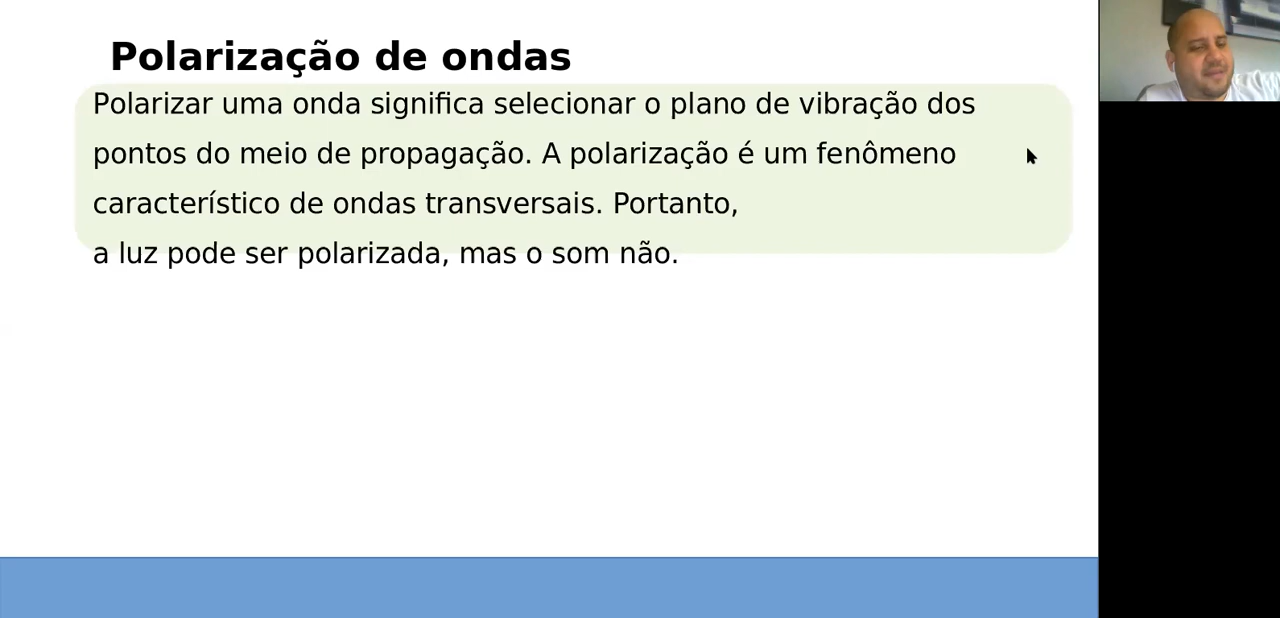 Polarização de ondas
Polarizar uma onda significa selecionar o plano de vibração dos
pontos do meio de propagação. A polarização é um fenômeno
característico de ondas transversais. Portanto,
a luz pode ser polarizada, mas o som não.